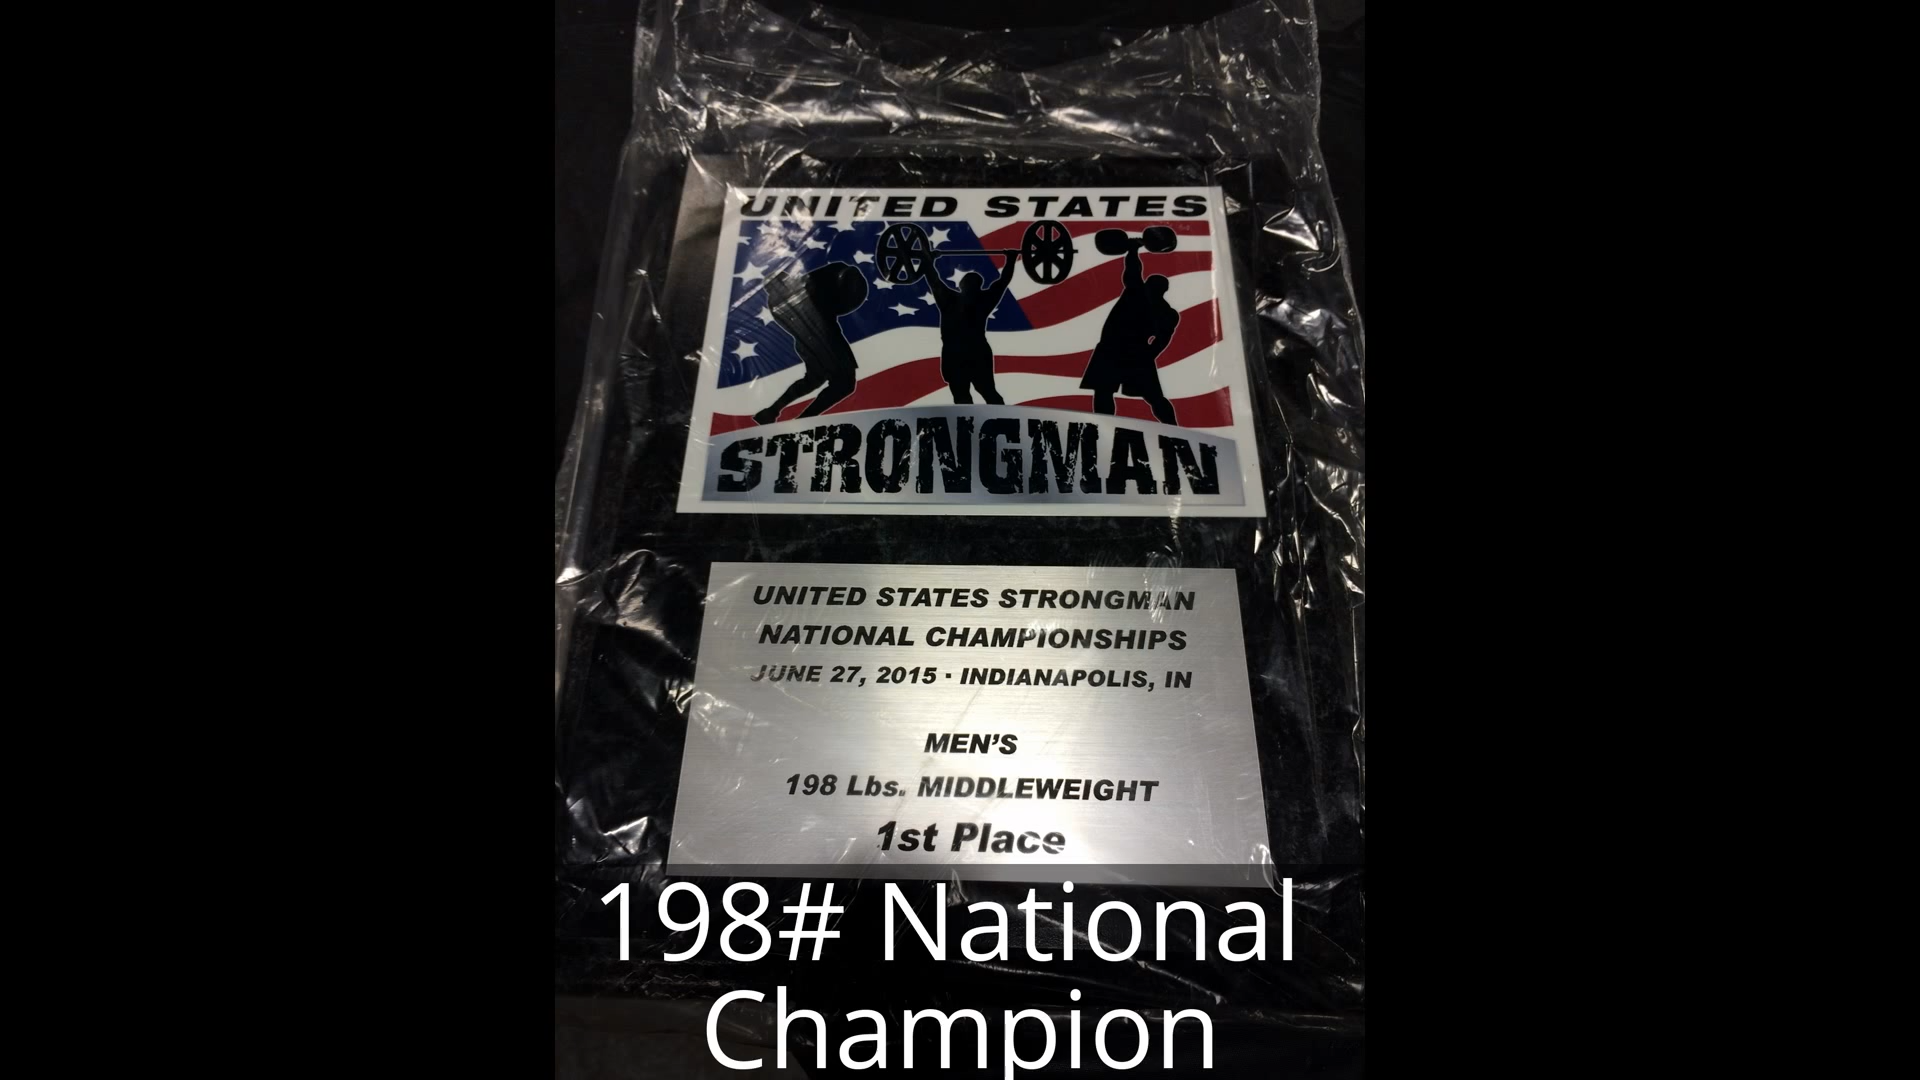 UNITED STATES
STRONGMAN
UNITED STATES STRONGMAN
NATIONAL CHAMPIONSHIPS
JUNE 27, 2015 · INDIANAPOLIS, IN
MEN'S
198 Lbs. MIDDLEWEIGHT
1st Place
198# National
Champion